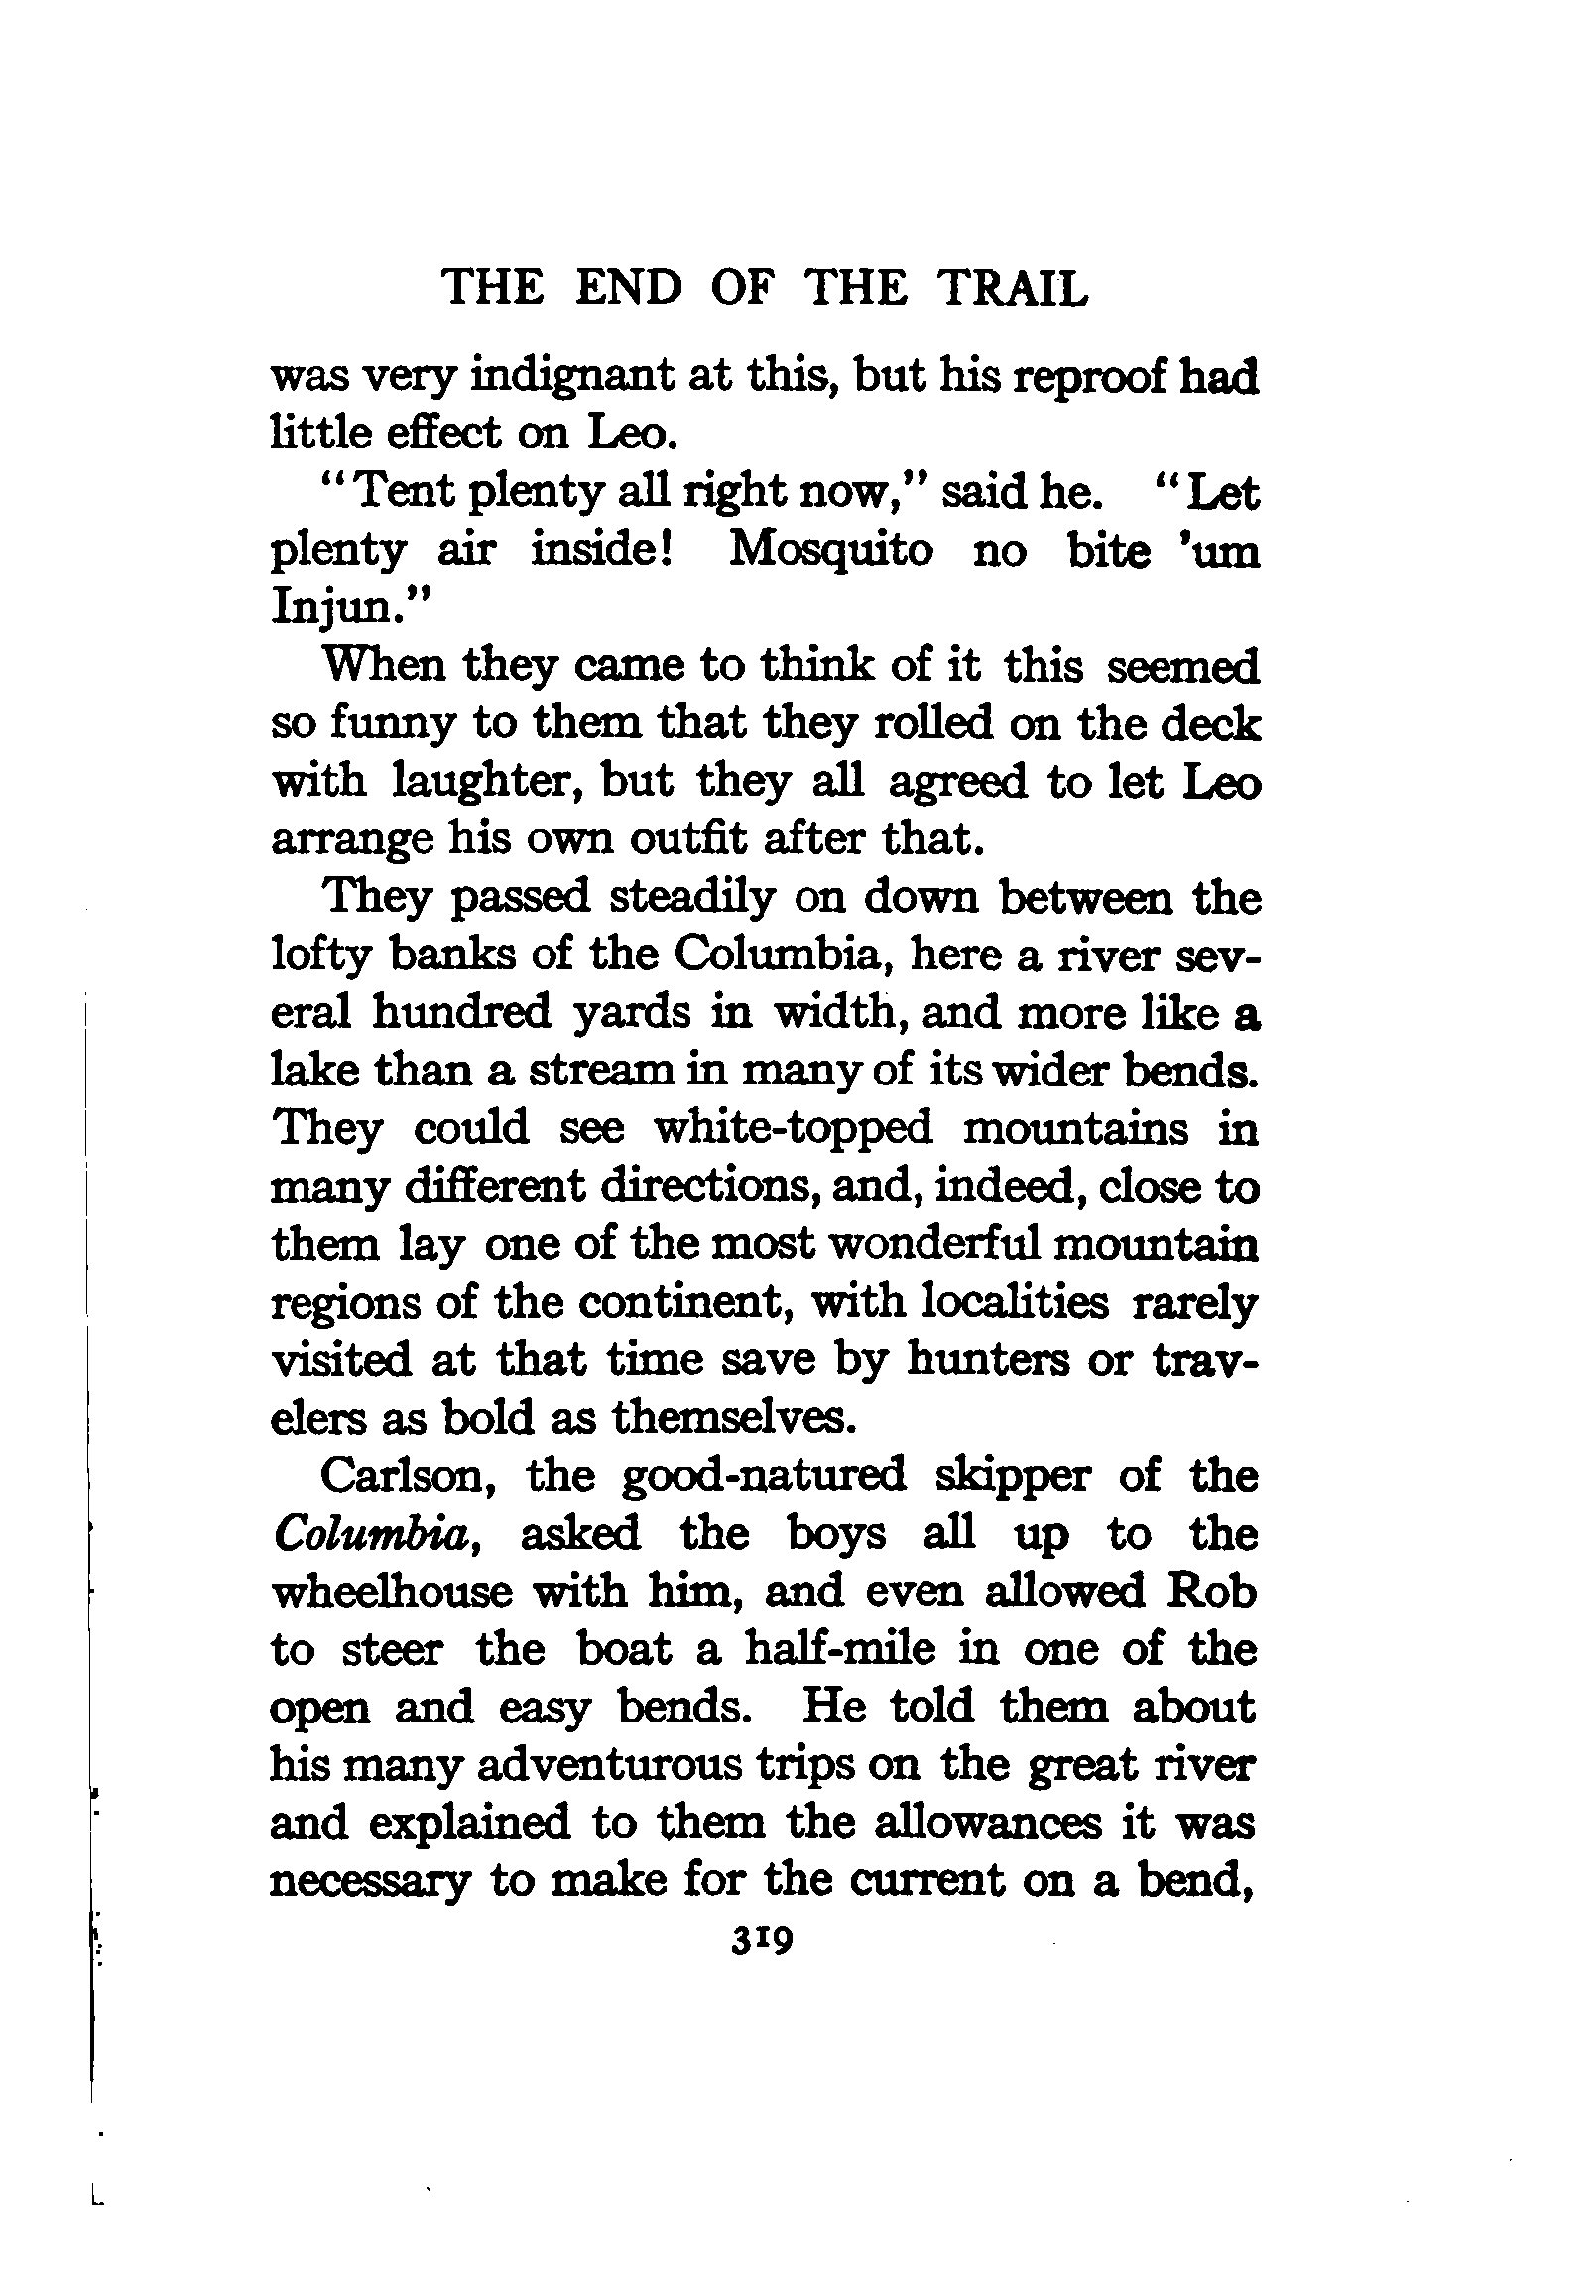 THE END OF THE TRAIL
was very indignant at this, but his reproof had
little effect on Leo.
"Tent plenty all right now," said he. "Let
plenty air inside! Mosquito no bite 'um
Injun."
When they came to think of it this seemed
so funny to them that they rolled on the deck
with laughter, but they all agreed to let Leo
arrange his own outfit after that.
They passed steadily on down between the
lofty banks of the Columbia, here a river sev-
eral hundred yards in width, and more like a
lake than a stream in many of its wider bends.
They could see white-topped mountains in
many different directions, and, indeed, close to
them lay one of the most wonderful mountain
regions of the continent, with localities rarely
visited at that time save by hunters or trav-
elers as bold as themselves.
Carlson, the good-natured skipper of the
Columbia, asked the boys all up to the
wheelhouse with him, and even allowed Rob
to steer the boat a half-mile in one of the
open and easy bends. He told them about
his many adventurous trips on the great river
and explained to them the allowances it was
necessary to make for the current on a bend,
319